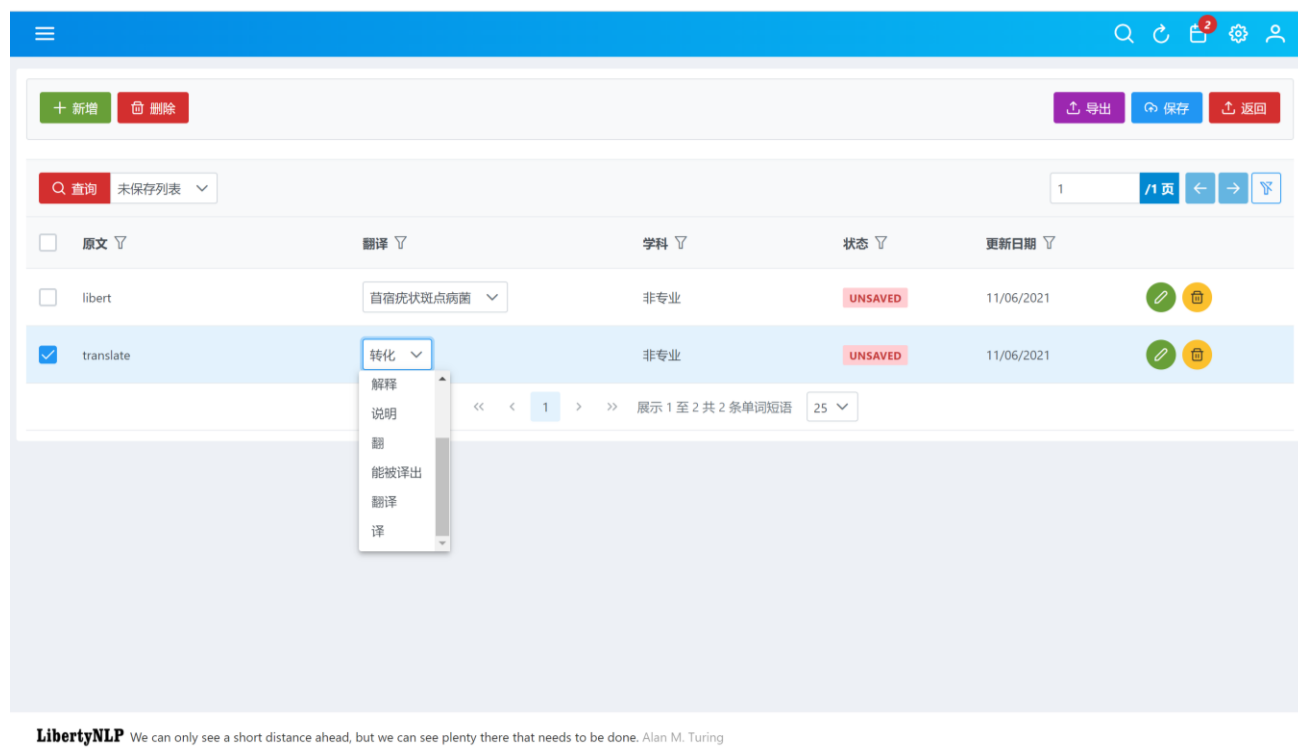 2
新增 删除 导出 保存 返回
查询 未保存列表 1 /1 页
原文 翻译 学科 状态 更新日期
libert 苜宿疣状斑点病菌 非专业 UNSAVED 11/06/2021
translate 转化 非专业 UNSAVED 11/06/2021
解释
« ‹ 1 › » 展示 1 至 2 共 2 条单词短语 25
说明
翻
能被译出
翻译
译
LibertyNLP We can only see a short distance ahead, but we can see plenty there that needs to be done. Alan M. Turing